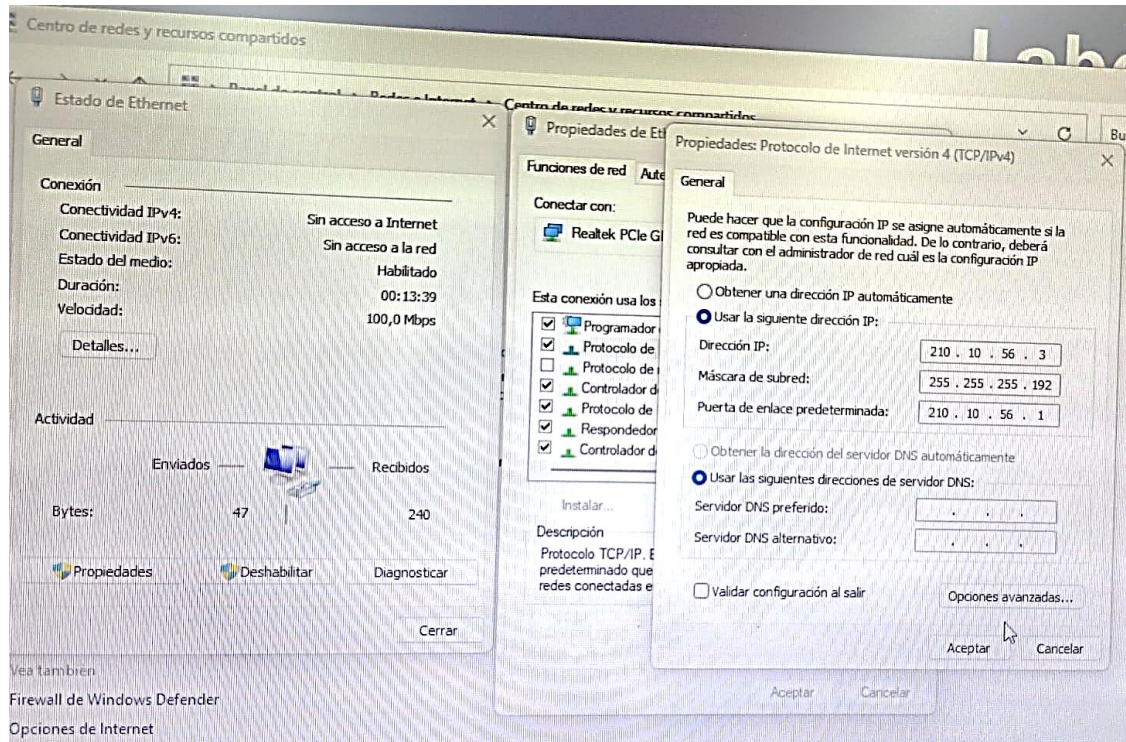 Centro de redes y recursos compartidos
Panel de control
Redes e Internet
Centro de redes y recursos compartidos
Bu
Estado de Ethernet
General
Conexión
Conectividad IPv4:
Sin acceso a Internet
Conectividad IPv6:
Sin acceso a la red
Estado del medio:
Habilitado
Duración:
00:13:39
Velocidad:
100,0 Mbps
Detalles...
Actividad
Enviados
Recibidos
Bytes:
47
240
Propiedades
Deshabilitar
Diagnosticar
Cerrar
Vea también
Firewall de Windows Defender
Opciones de Internet
Propiedades de Et
Funciones de red
Aute
Conectar con:
Realtek PCIe G
Esta conexión usa los
Programador
Protocolo de
Protocolo de
Controlador d
Protocolo de
Respondedor
Controlador d
Instalar...
Descripción
Protocolo TCP/IP. E
predeterminado que
redes conectadas e
Aceptar
Cancelar
Propiedades: Protocolo de Internet versión 4 (TCP/IPv4)
General
Puede hacer que la configuración IP se asigne automáticamente si la
red es compatible con esta funcionalidad. De lo contrario, deberá
consultar con el administrador de red cuál es la configuración IP
apropiada.
Obtener una dirección IP automáticamente
Usar la siguiente dirección IP:
Dirección IP:
210 . 10 . 56 . 3
Máscara de subred:
255 . 255 . 255 . 192
Puerta de enlace predeterminada:
210 . 10 . 56 . 1
Obtener la dirección del servidor DNS automáticamente
Usar las siguientes direcciones de servidor DNS:
Servidor DNS preferido:
Servidor DNS alternativo:
Validar configuración al salir
Opciones avanzadas...
Aceptar
Cancelar